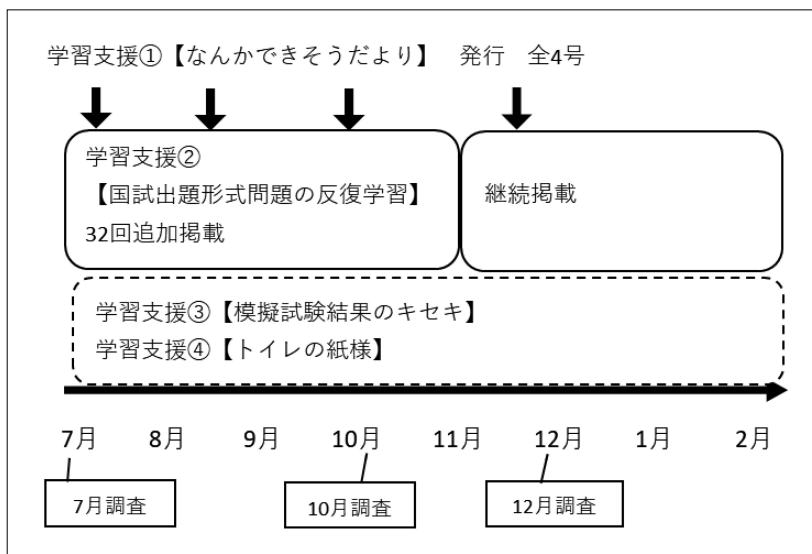 学習支援①【なんかできそうだより】 発行 全4号
学習支援②
【国試出題形式問題の反復学習】
32回追加掲載
継続掲載
学習支援③【模擬試験結果のキセキ】
学習支援④【トイレの紙様】
7月 8月 9月 10月 11月 12月 1月 2月
7月調査 10月調査 12月調査